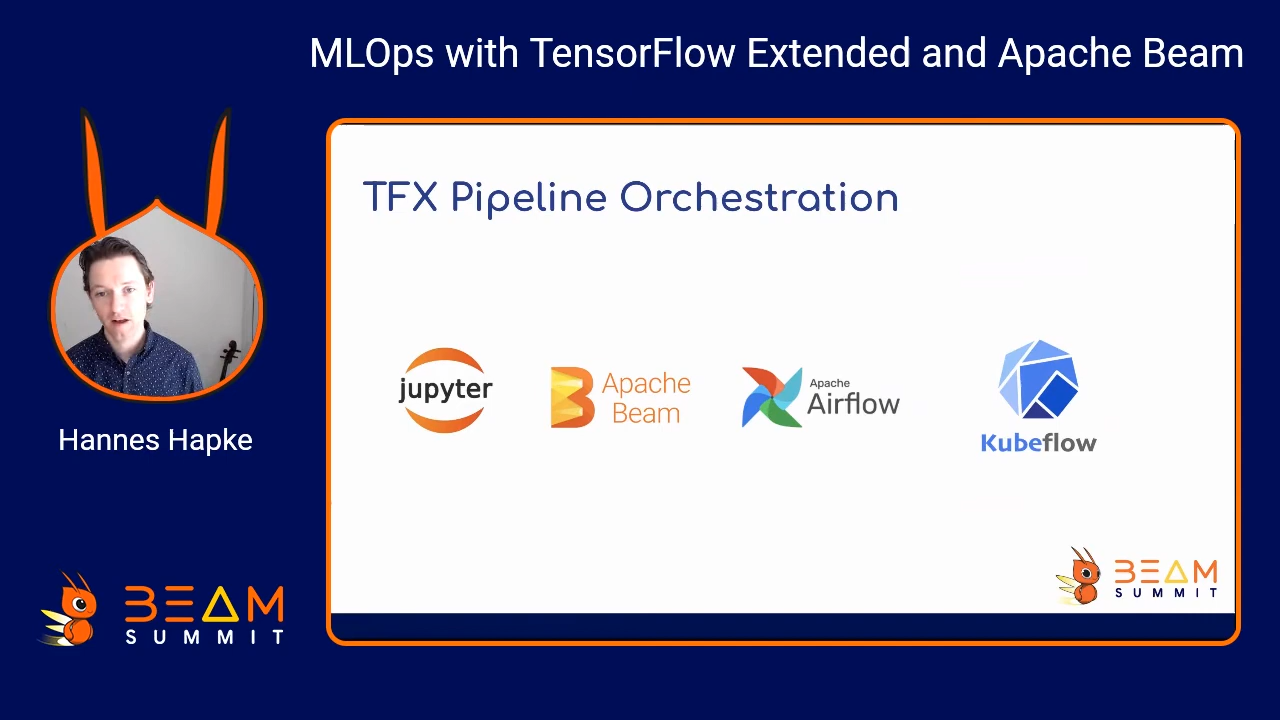 MLOps with TensorFlow Extended and Apache Beam
TFX Pipeline Orchestration
jupyter
Apache
Beam
Apache
Airflow
Kubeflow
Hannes Hapke
BEAM
SUMMIT
BEAM
SUMMIT